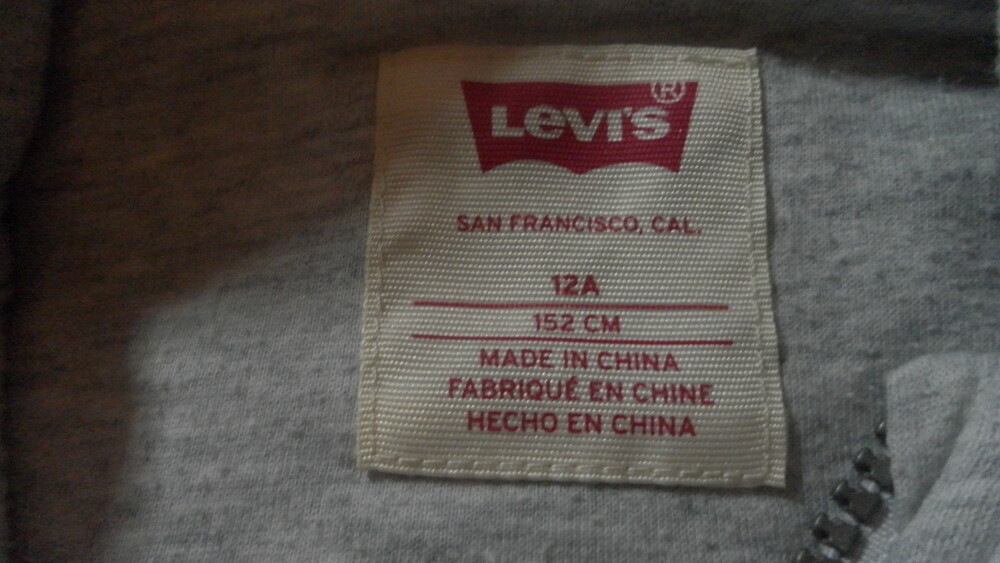 Levi's®
SAN FRANCISCO, CAL.
12A
152 CM
MADE IN CHINA
FABRIQUÉ EN CHINE
HECHO EN CHINA